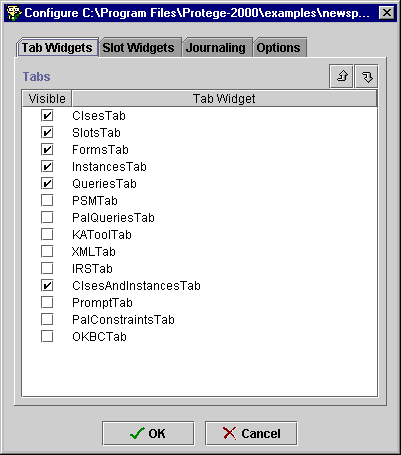 Configure C:\Program Files\Protege-2000\examples\newsp...
Tab Widgets Slot Widgets Journaling Options
Tabs
Visible Tab Widget
ClsesTab
SlotsTab
FormsTab
InstancesTab
QueriesTab
PSMTab
PalQueriesTab
KAToolTab
XMLTab
IRSTab
ClsesAndInstancesTab
PromptTab
PalConstraintsTab
OKBCTab
OK Cancel